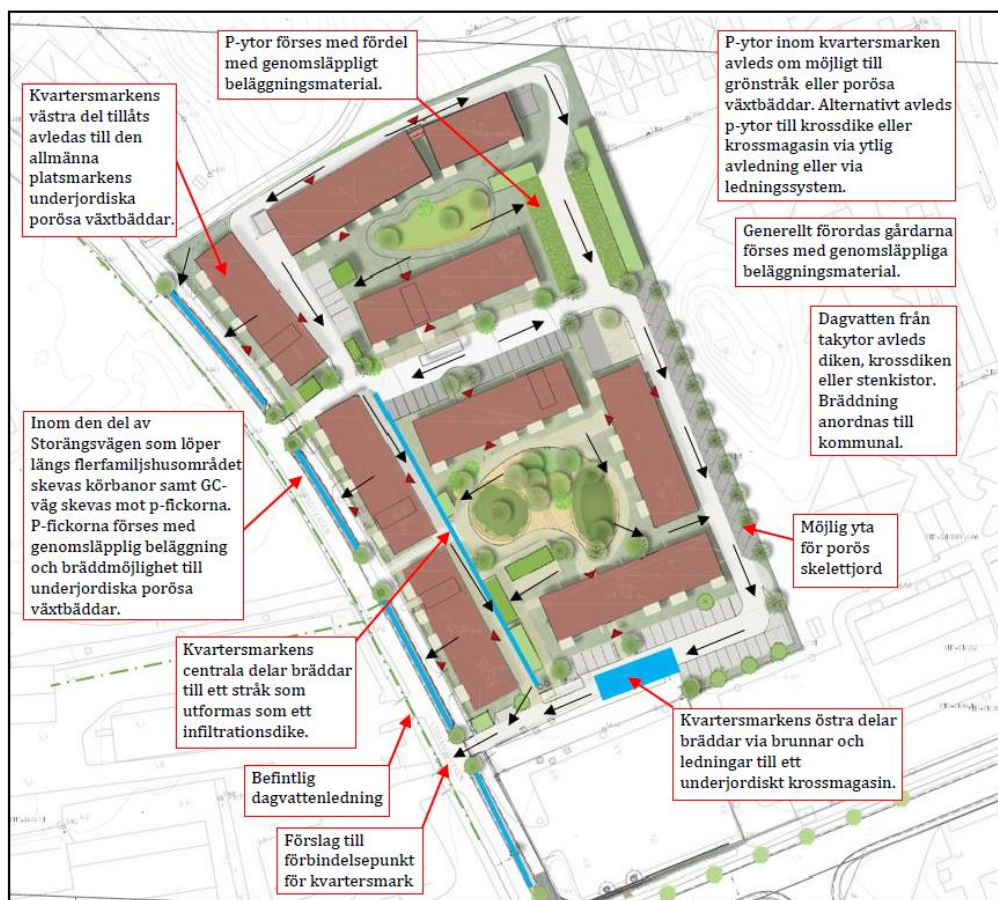 P-ytor förses med fördel
med genomsläppligt
beläggningsmaterial.
P-ytor inom kvartersmarken
avleds om möjligt till
grönstråk eller porösa
växtbäddar. Alternativt avleds
p-ytor till krossdike eller
krossmagasin via ytlig
avledning eller via
ledningssystem.
Kvartersmarkens
västra del tillåts
avledas till den
allmänna
platsmarkens
underjordiska
porösa växtbäddar.
Generellt förordas gårdarna
förses med genomsläppliga
beläggningsmaterial.
Dagvatten från
takytor avleds
diken, krossdiken
eller stenkistor.
Bräddning
anordnas till
kommunal.
Inom den del av
Storängsvägen som löper
längs flerfamiljshusområdet
skevas körbanor samt GC-
väg skevas mot p-fickorna.
P-fickorna förses med
genomsläpplig beläggning
och bräddmöjlighet till
underjordiska porösa
växtbäddar.
Möjlig yta
för porös
skelettjord
Kvartersmarkens
centrala delar bräddar
till ett stråk som
utformas som ett
infiltrationsdike.
Kvartersmarkens östra delar
bräddar via brunnar och
ledningar till ett
underjordiskt krossmagasin.
Befintlig
dagvattenledning
Förslag till
förbindelsepunkt
för kvartersmark